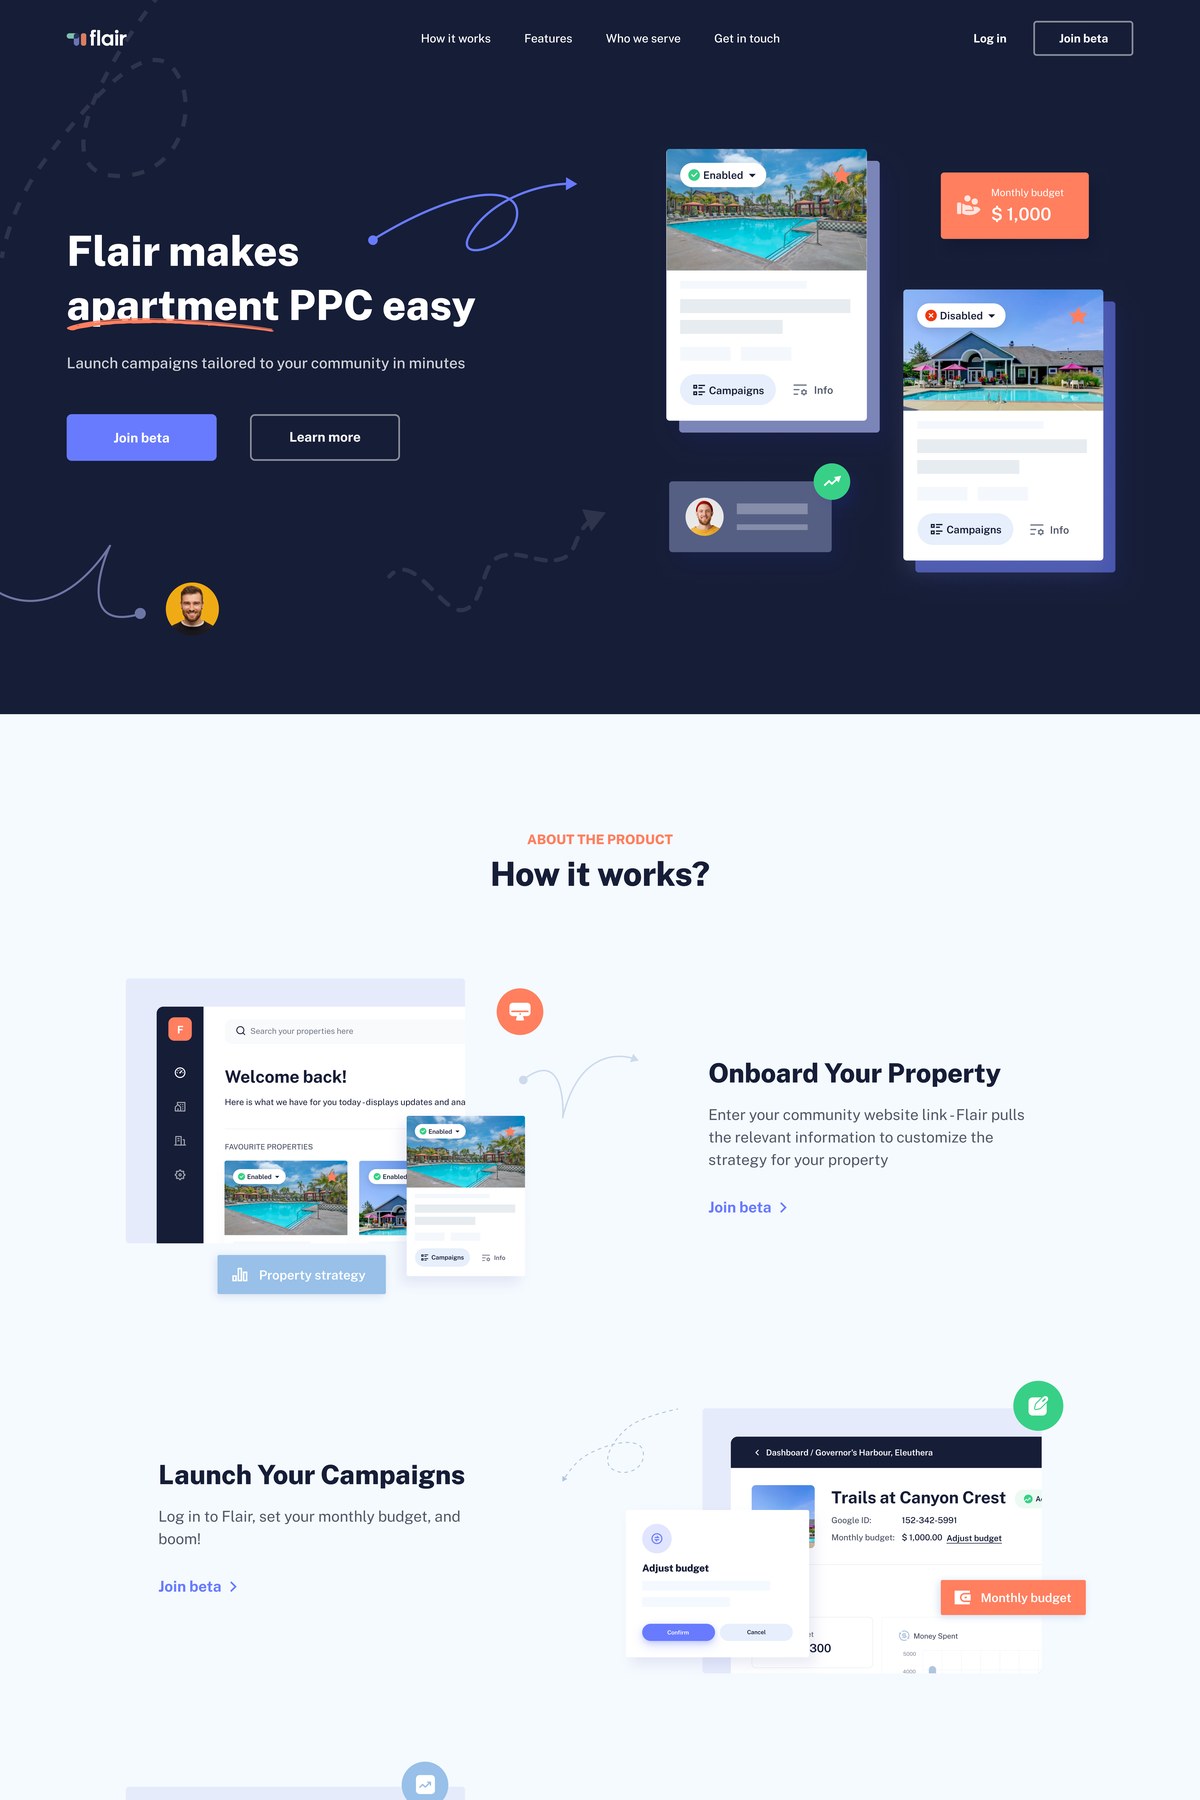 flair
How it works
Features
Who we serve
Get in touch
Log in
Join beta
Flair makes
apartment PPC easy
Launch campaigns tailored to your community in minutes
Join beta
Learn more
Enabled
Campaigns
Info
Monthly budget
$ 1,000
Disabled
Campaigns
Info
ABOUT THE PRODUCT
How it works?
F
Search your properties here
Welcome back!
Here is what we have for you today - displays updates and ana
FAVOURITE PROPERTIES
Enabled
Enabled
Enabled
Campaigns
Info
Property strategy
Onboard Your Property
Enter your community website link - Flair pulls
the relevant information to customize the
strategy for your property
Join beta
Launch Your Campaigns
Log in to Flair, set your monthly budget, and
boom!
Join beta
Dashboard / Governor's Harbour, Eleuthera
Trails at Canyon Crest
Google ID:
152-342-5991
Monthly budget:
$ 1,000.00
Adjust budget
Adjust budget
Confirm
Cancel
Monthly budget
300
Money Spent
5000
4000